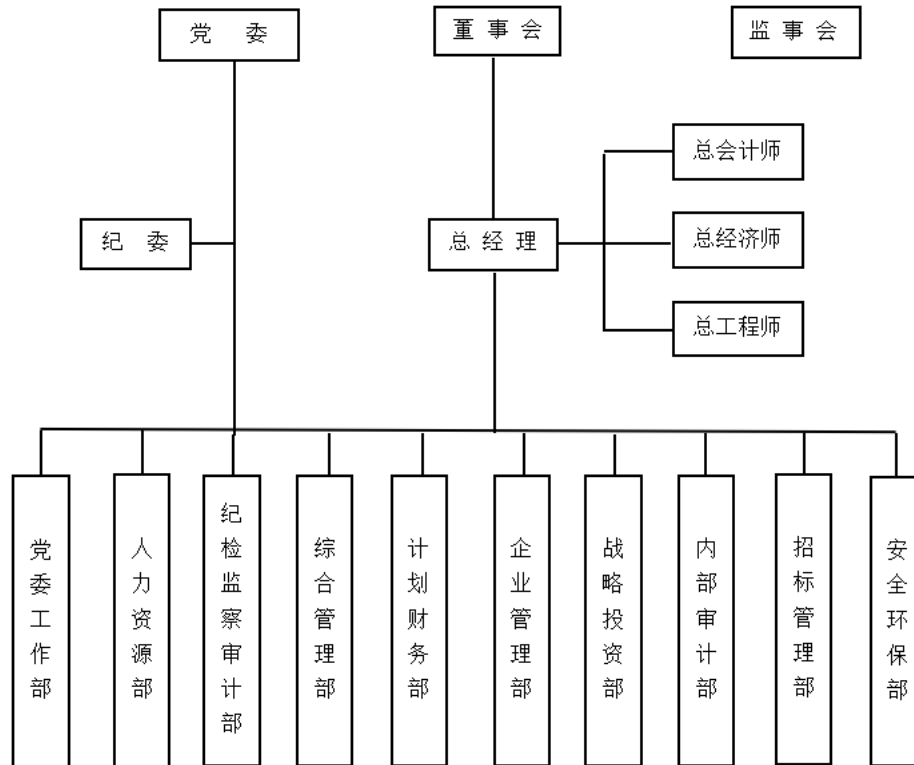 党 委
董 事 会
监 事 会
总会计师
纪 委
总 经 理
总经济师
总工程师
党委工作部
人力资源部
纪检监察审计部
综合管理部
计划财务部
企业管理部
战略投资部
内部审计部
招标管理部
安全环保部